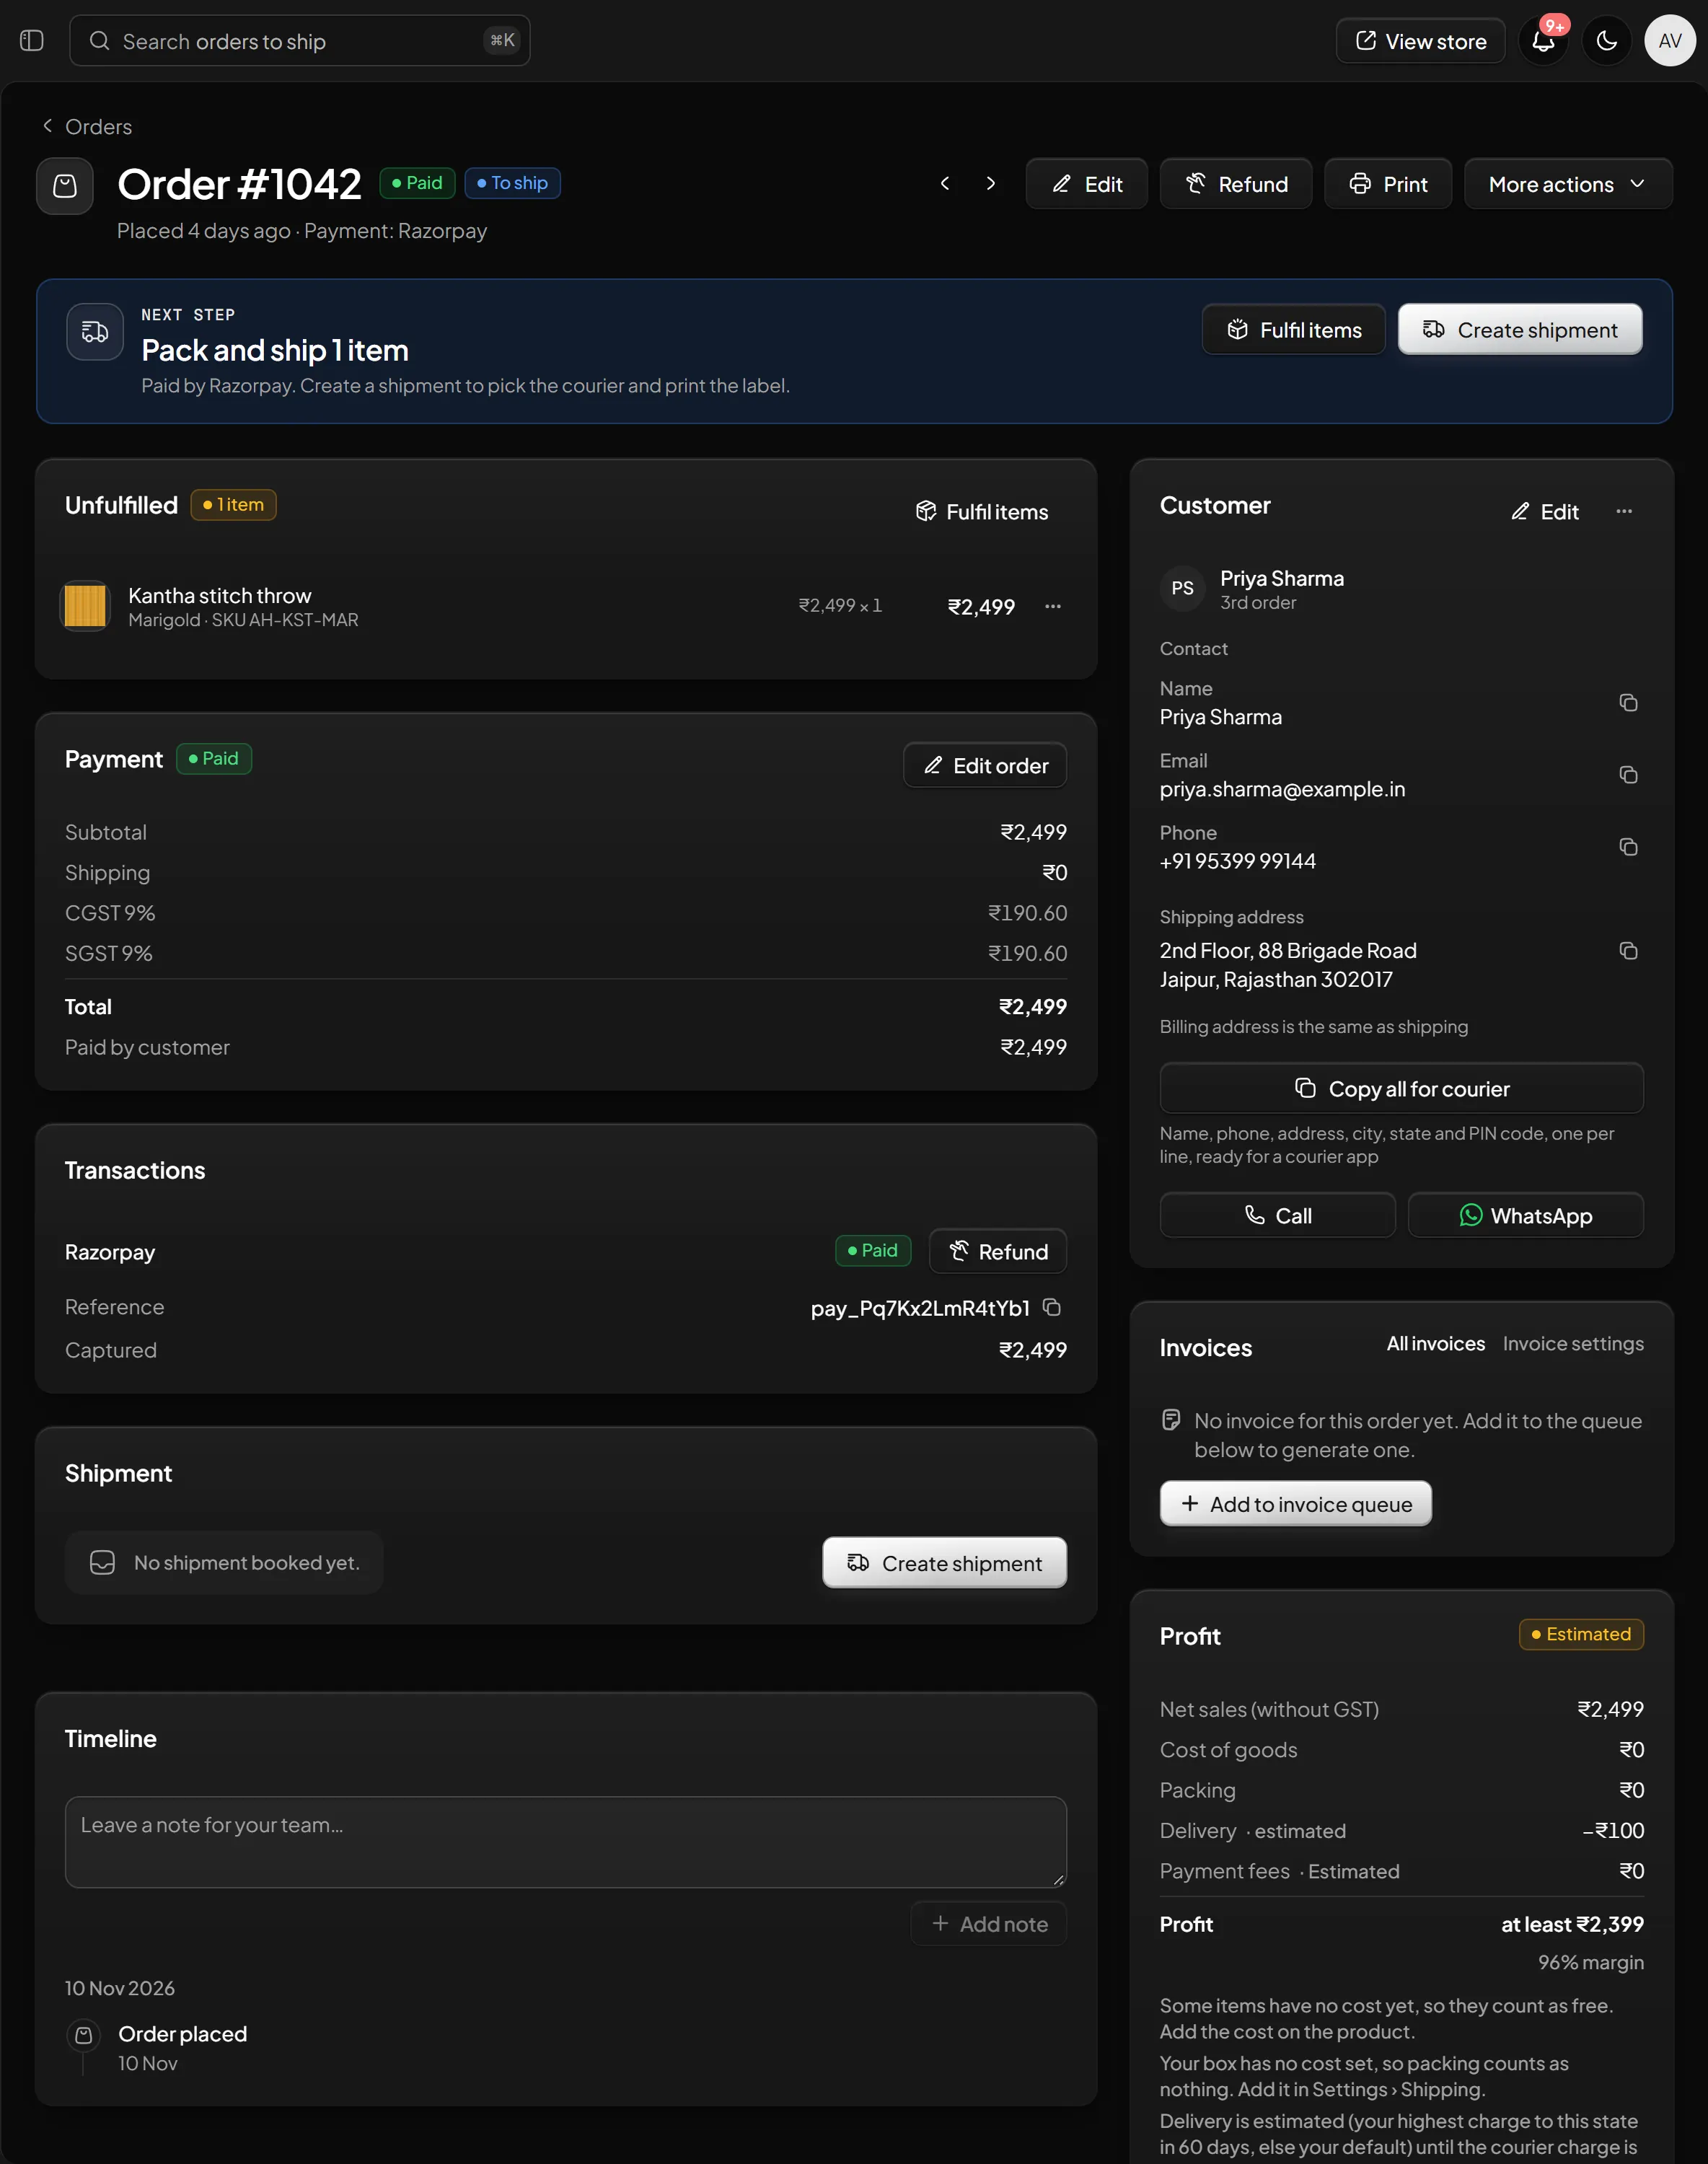 Search orders to ship
⌘K
View store
9+
AV
Orders
Order #1042
Paid
To ship
Placed 4 days ago · Payment: Razorpay
Edit
Refund
Print
More actions
NEXT STEP
Pack and ship 1 item
Paid by Razorpay. Create a shipment to pick the courier and print the label.
Fulfil items
Create shipment
Unfulfilled
1 item
Fulfil items
Kantha stitch throw
Marigold · SKU AH-KST-MAR
₹2,499 × 1
₹2,499
Payment
Paid
Edit order
Subtotal ₹2,499
Shipping ₹0
CGST 9% ₹190.60
SGST 9% ₹190.60
Total ₹2,499
Paid by customer ₹2,499
Transactions
Razorpay
Paid
Refund
Reference pay_Pq7Kx2LmR4tYb1
Captured ₹2,499
Shipment
No shipment booked yet.
Create shipment
Timeline
Leave a note for your team...
Add note
10 Nov 2026
Order placed
10 Nov
Customer
Edit
PS
Priya Sharma
3rd order
Contact
Name
Priya Sharma
Email
priya.sharma@example.in
Phone
+91 95399 99144
Shipping address
2nd Floor, 88 Brigade Road
Jaipur, Rajasthan 302017
Billing address is the same as shipping
Copy all for courier
Name, phone, address, city, state and PIN code, one per
line, ready for a courier app
Call
WhatsApp
Invoices
All invoices
Invoice settings
No invoice for this order yet. Add it to the queue
below to generate one.
Add to invoice queue
Profit
Estimated
Net sales (without GST) ₹2,499
Cost of goods ₹0
Packing ₹0
Delivery · estimated −₹100
Payment fees · Estimated ₹0
Profit at least ₹2,399
96% margin
Some items have no cost yet, so they count as free.
Add the cost on the product.
Your box has no cost set, so packing counts as
nothing. Add it in Settings › Shipping.
Delivery is estimated (your highest charge to this state
in 60 days, else your default) until the courier charge is